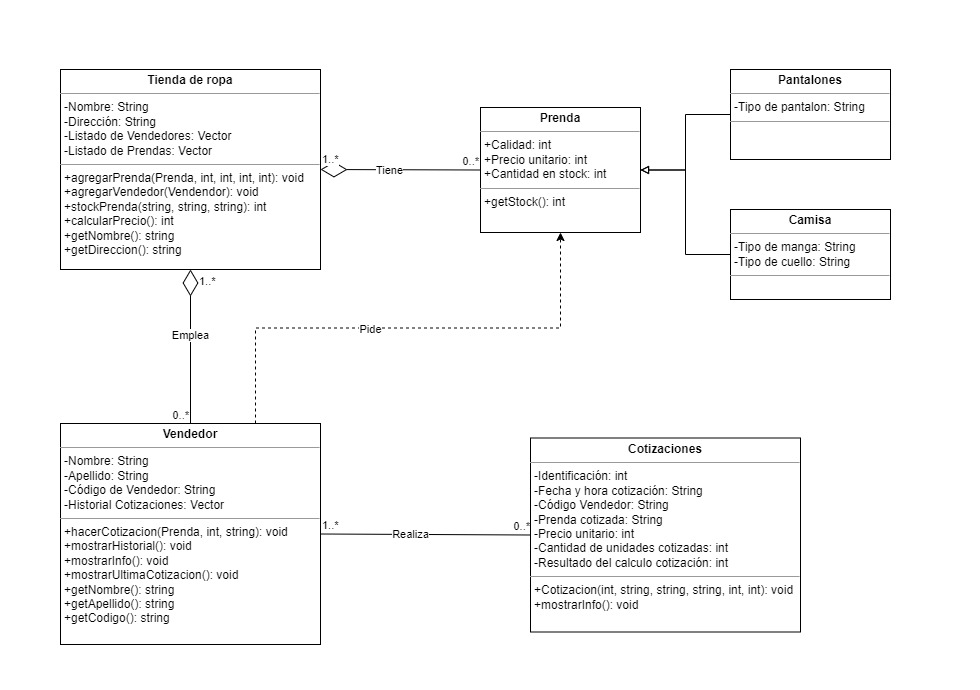 Tienda de ropa
-Nombre: String
-Dirección: String
-Listado de Vendedores: Vector
-Listado de Prendas: Vector
+agregarPrenda(Prenda, int, int, int, int): void
+agregarVendedor(Vendendor): void
+stockPrenda(string, string, string): int
+calcularPrecio(): int
+getNombre(): string
+getDireccion(): string
1..*
Tiene
0..*
Prenda
+Calidad: int
+Precio unitario: int
+Cantidad en stock: int
+getStock(): int
Pantalones
-Tipo de pantalon: String
Camisa
-Tipo de manga: String
-Tipo de cuello: String
1..*
Emplea
0..*
Pide
Vendedor
-Nombre: String
-Apellido: String
-Código de Vendedor: String
-Historial Cotizaciones: Vector
+hacerCotizacion(Prenda, int, string): void
+mostrarHistorial(): void
+mostrarInfo(): void
+mostrarUltimaCotizacion(): void
+getNombre(): string
+getApellido(): string
+getCodigo(): string
1..*
Realiza
0..*
Cotizaciones
-Identificación: int
-Fecha y hora cotización: String
-Código Vendedor: String
-Prenda cotizada: String
-Precio unitario: int
-Cantidad de unidades cotizadas: int
-Resultado del calculo cotización: int
+Cotizacion(int, string, string, string, int, int): void
+mostrarInfo(): void